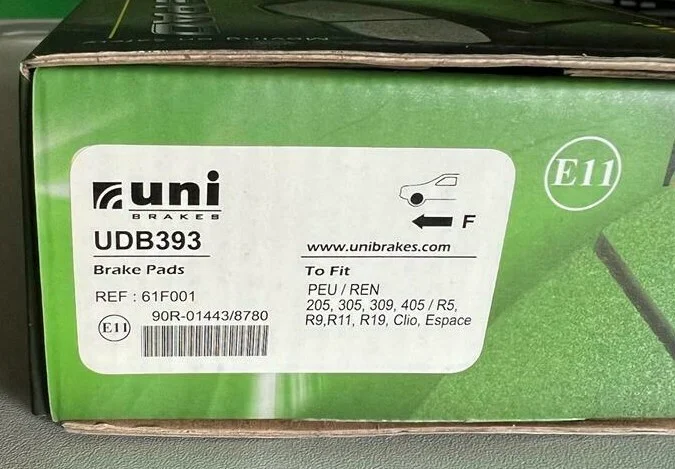 E11
uni
BRAKES
UDB393
Brake Pads
REF : 61F001
E11
90R-01443/8780
F
www.unibrakes.com
To Fit
PEU / REN
205, 305, 309, 405 / R5,
R9,R11, R19, Clio, Espace